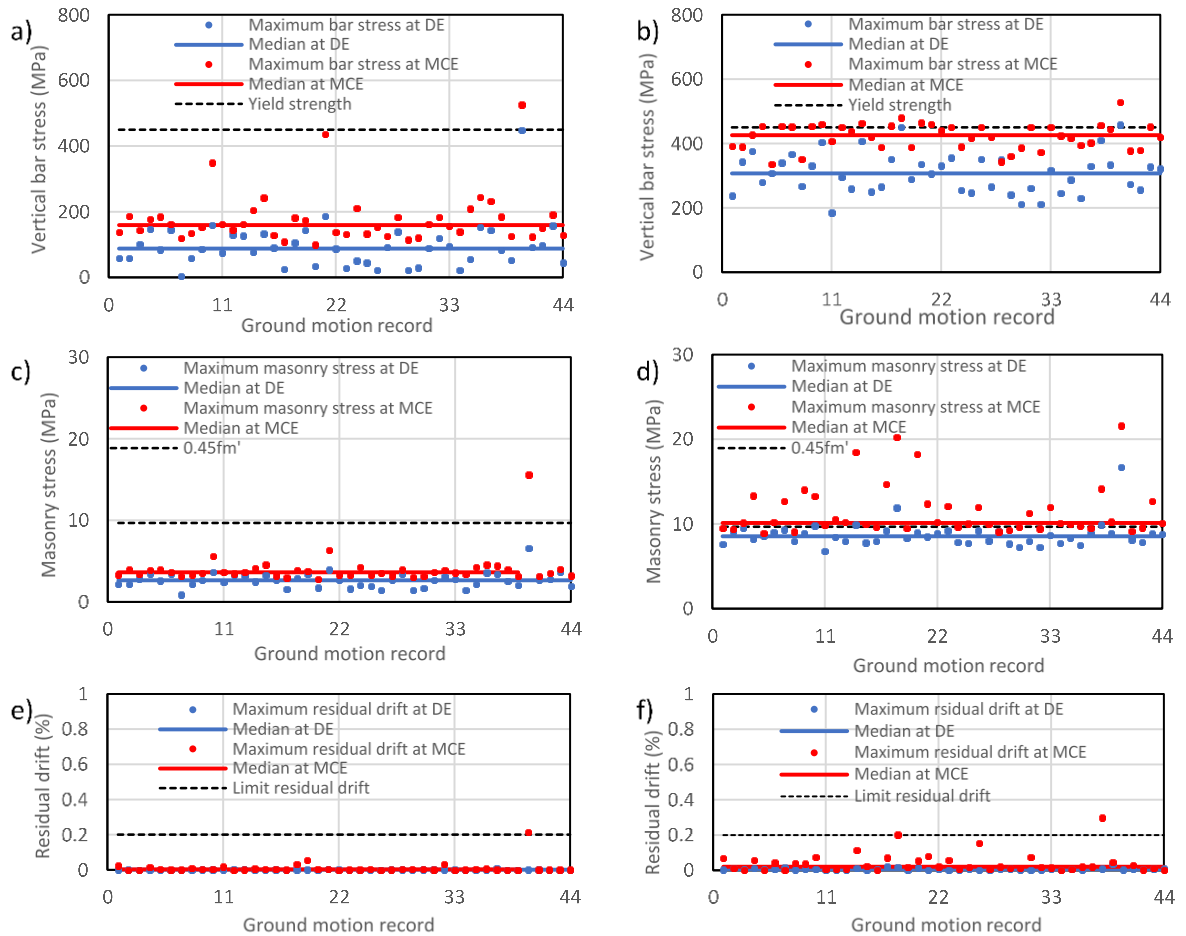 a)
Vertical bar stress (MPa)
800
600
400
200
0
Maximum bar stress at DE
Median at DE
Maximum bar stress at MCE
Median at MCE
Yield strength
0 11 22 33 44
Ground motion record
b)
Vertical bar stress (MPa)
800
600
400
200
0
Maximum bar stress at DE
Median at DE
Maximum bar stress at MCE
Median at MCE
Yield strength
0 11 22 33 44
Ground motion record
c)
Masonry stress (MPa)
30
20
10
0
Maximum masonry stress at DE
Median at DE
Maximum masonry stress at MCE
Median at MCE
0.45fm'
0 11 22 33 44
Ground motion record
d)
Masonry stress (MPa)
30
20
10
0
Maximum masonry stress at DE
Median at DE
Maximum masonry stress at MCE
Median at MCE
0.45fm'
0 11 22 33 44
Ground motion record
e)
Residual drift (%)
1
0.8
0.6
0.4
0.2
0
Maximum residual drift at DE
Median at DE
Maximum residual drift at MCE
Median at MCE
Limit residual drift
0 11 22 33 44
Ground motion record
f)
Residual drift (%)
1
0.8
0.6
0.4
0.2
0
Maximum rsidual drift at DE
Median at DE
Maximum residual drift at MCE
Median at MCE
Limit residual drift
0 11 22 33 44
Ground motion record